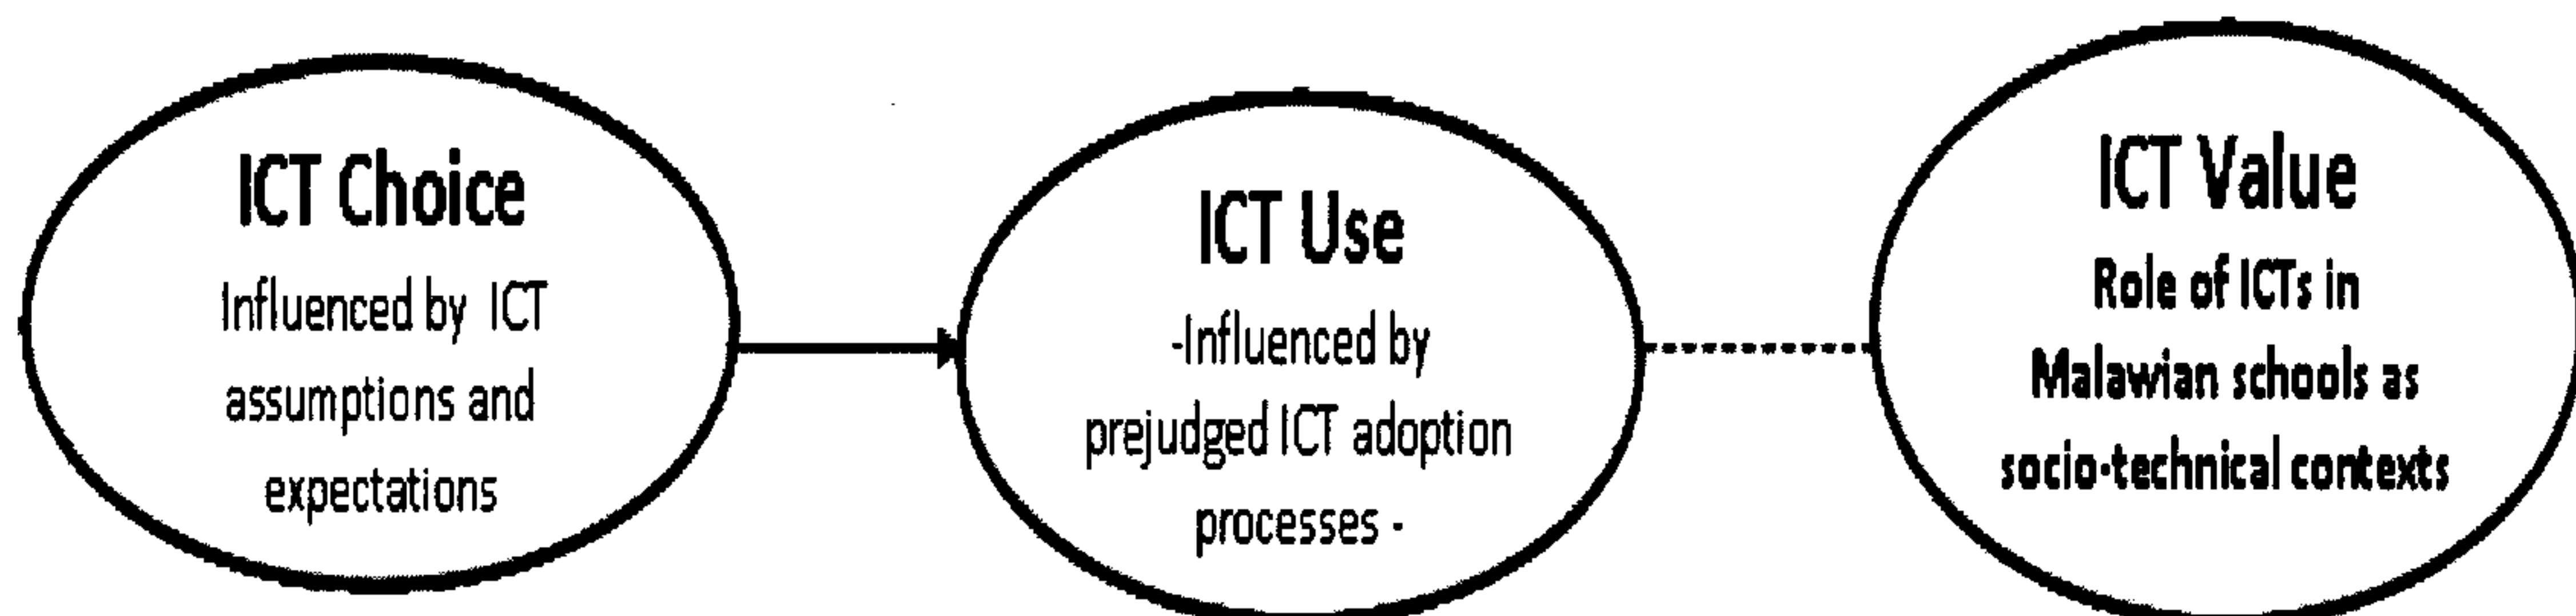 ICT Choice
Influenced by ICT
assumptions and
expectations
ICT Use
-Influenced by
prejudged ICT adoption
processes -
ICT Value
Role of ICTs in
Malawian schools as
socio-technical contexts